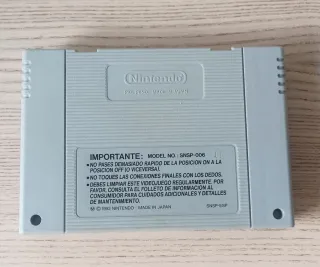 Nintendo
IMPORTANTE: MODEL NO.: SNSP-006
•NO PASES DEMASIADO RAPIDO DE LA POSICION ON A LA
POSICION OFF (O VICEVERSA).
•NO TOQUES LAS CONEXIONES FINALES CON LOS DEDOS.
•DEBES LIMPIAR ESTE VIDEOJUEGO REGULARMENTE. POR
FAVOR, CONSULTA EL FOLLETO DE INFORMACION AL
CONSUMIDOR PARA CUIDADOS ADICIONALES Y DETALLES
DE MANTENIMIENTO.
NINTENDO MADE IN JAPAN